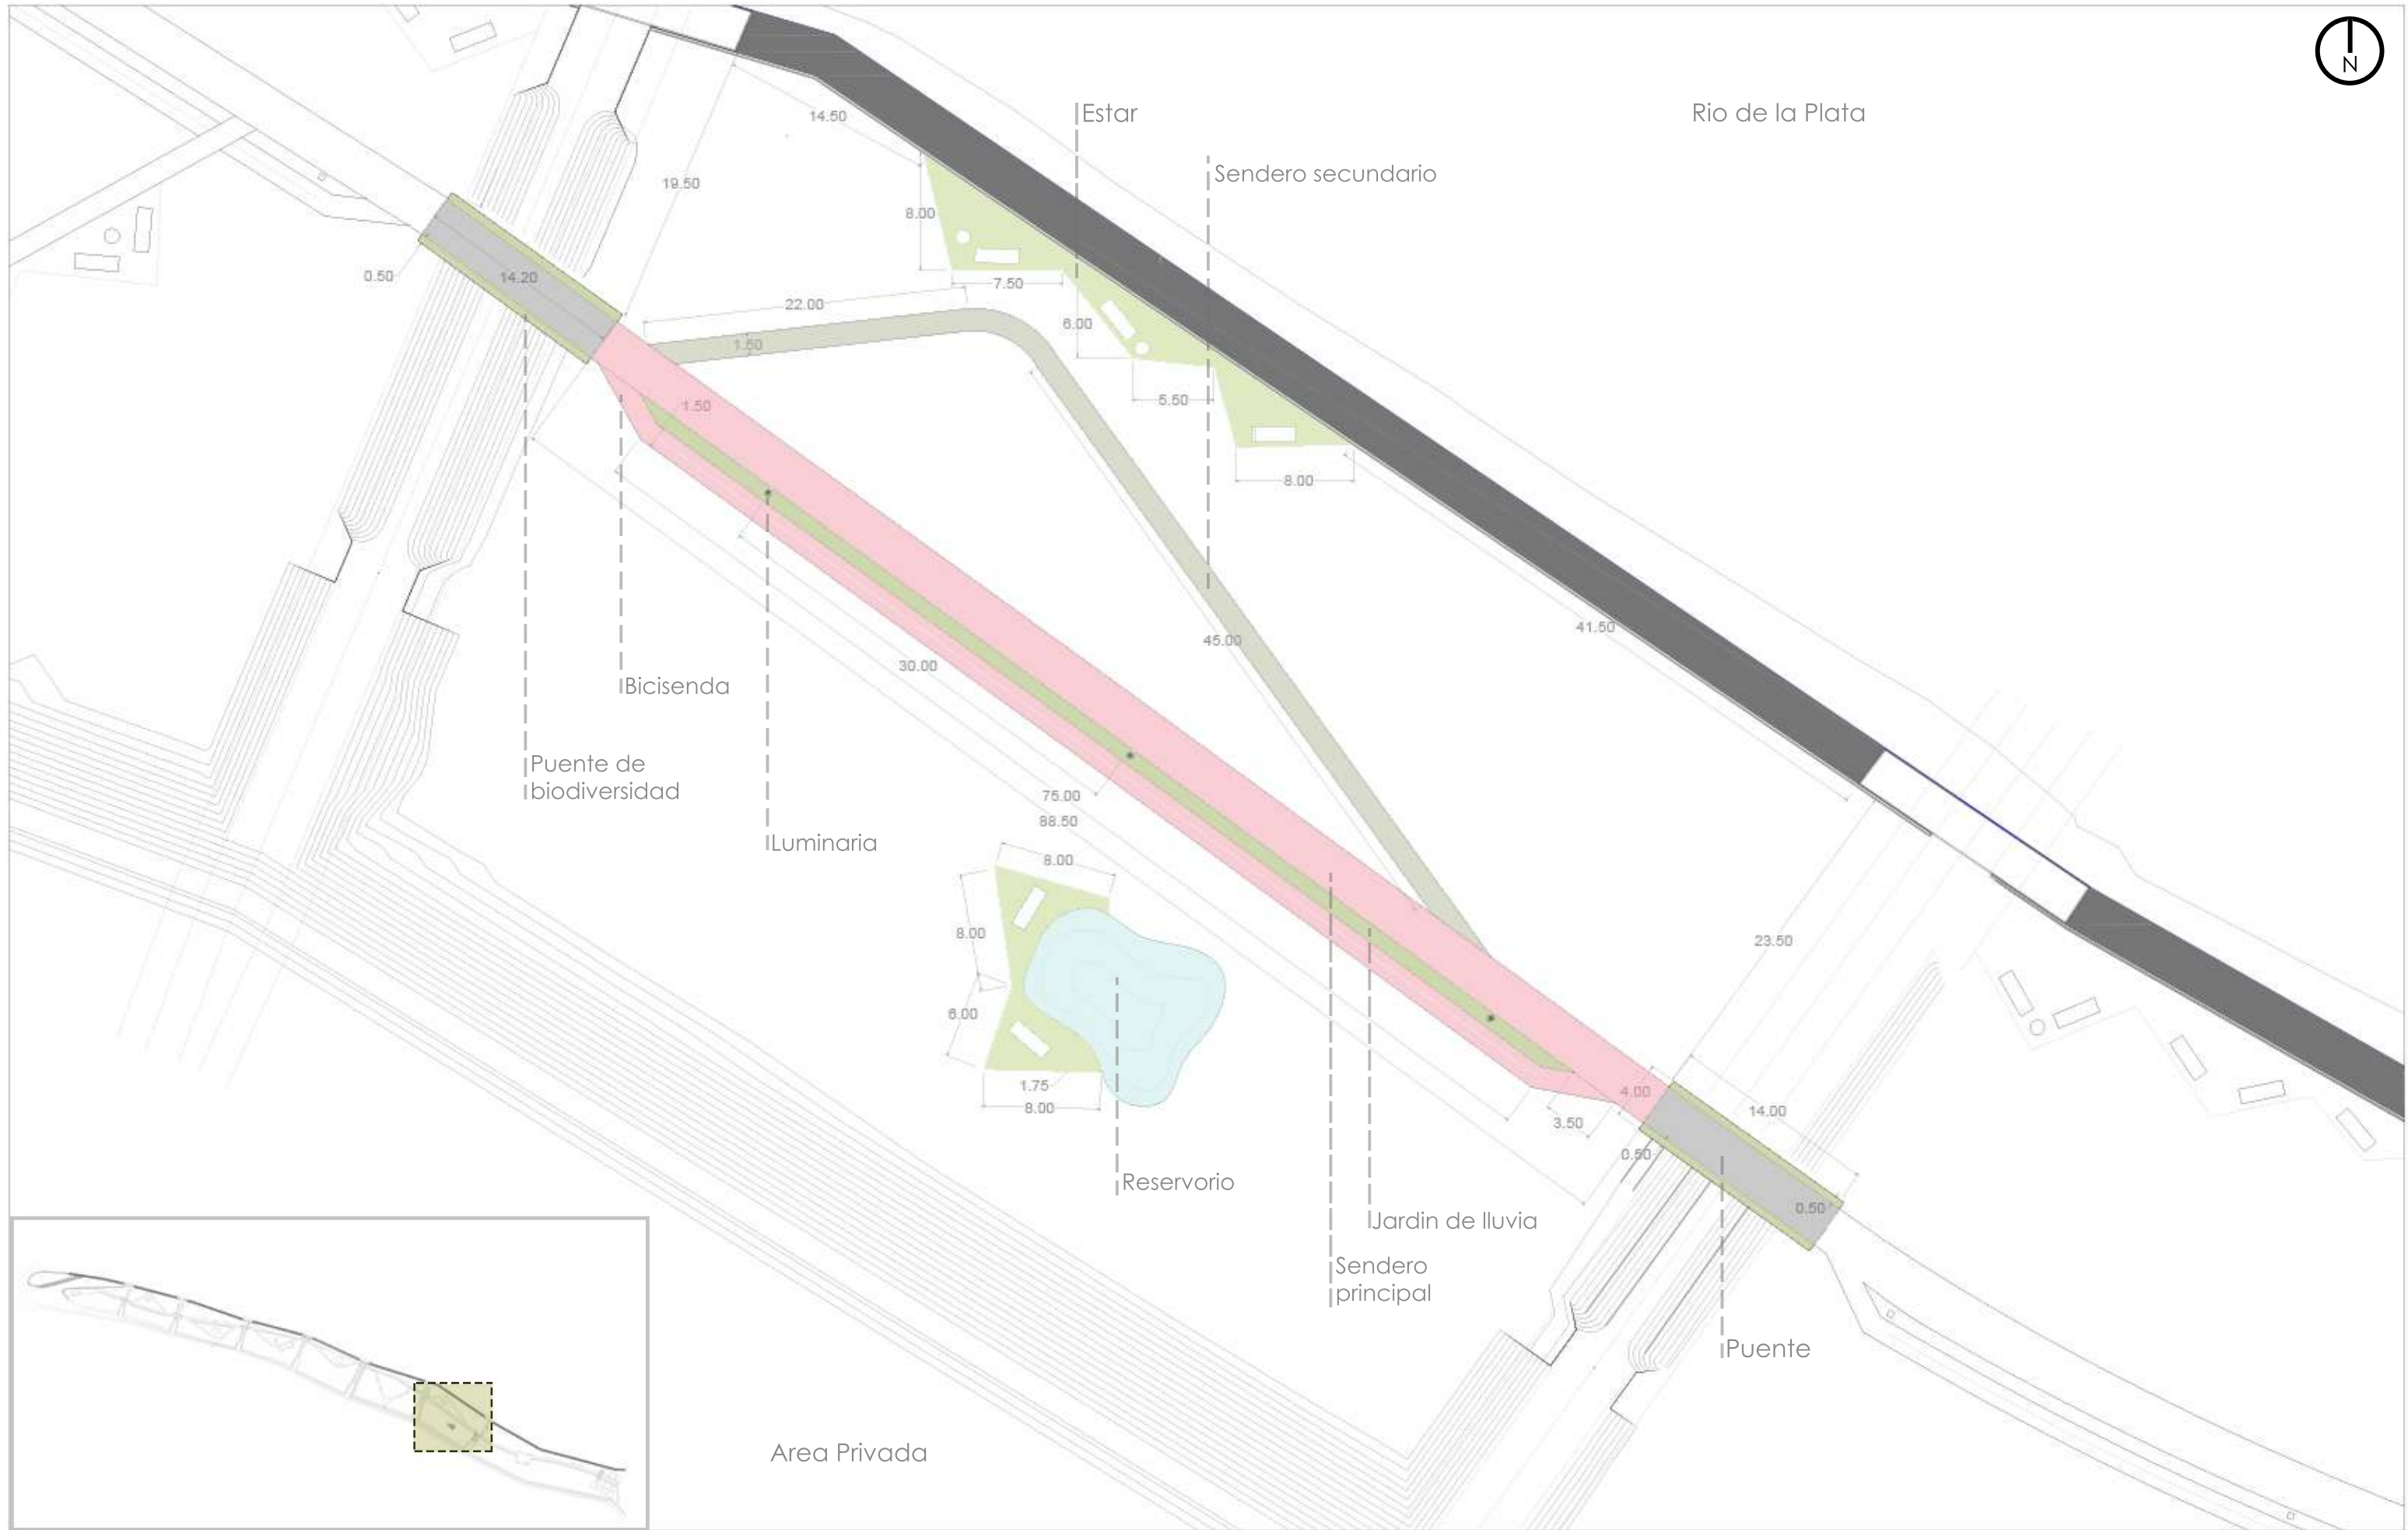 N
Rio de la Plata
Estar
14.50
Sendero secundario
19.50
8.00
0.50
14.20
7.50
22.00
6.00
1.50
5.50
1.50
8.00
41.50
45.00
30.00
Bicisenda
Puente de
biodiversidad
75.00
88.50
Luminaria
8.00
8.00
23.50
6.00
1.75
8.00
4.00
14.00
3.50
0.50
Reservorio
0.50
Jardin de lluvia
Sendero
principal
Puente
Area Privada